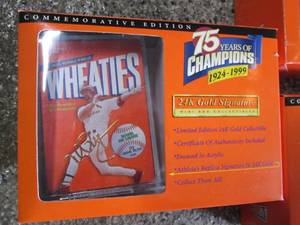 COMMEMORATIVE EDITION
75 YEARS OF
CHAMPIONS
1924-1999
WHEATIES
24K Gold Signature
•Limited Edition 24K Gold Collectible
•Certificate Of Authenticity Included
•Encased In Acrylic
•Athlete's Replica Signature In 24K Gold
•Collect Them All!